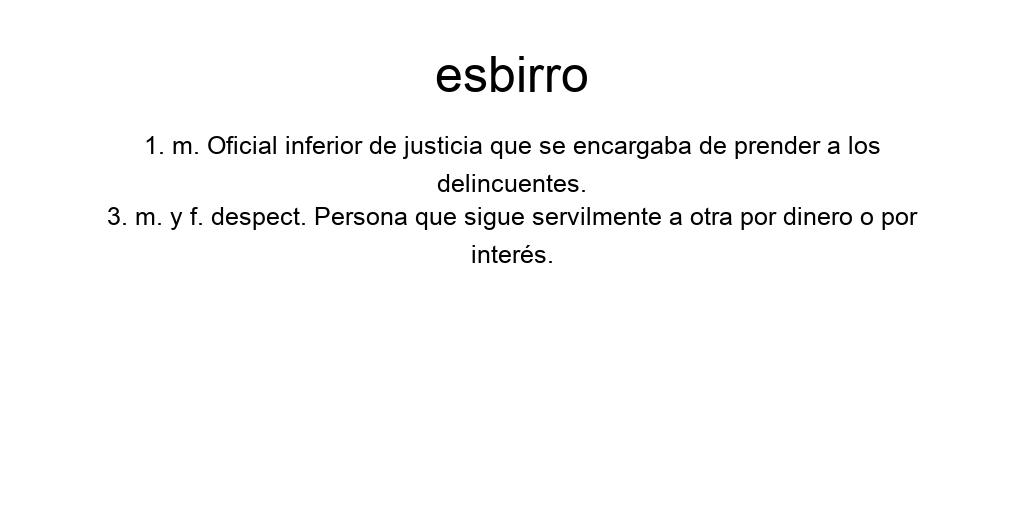 esbirro
1. m. Oficial inferior de justicia que se encargaba de prender a los
delincuentes.
3. m. y f. despect. Persona que sigue servilmente a otra por dinero o por
interés.